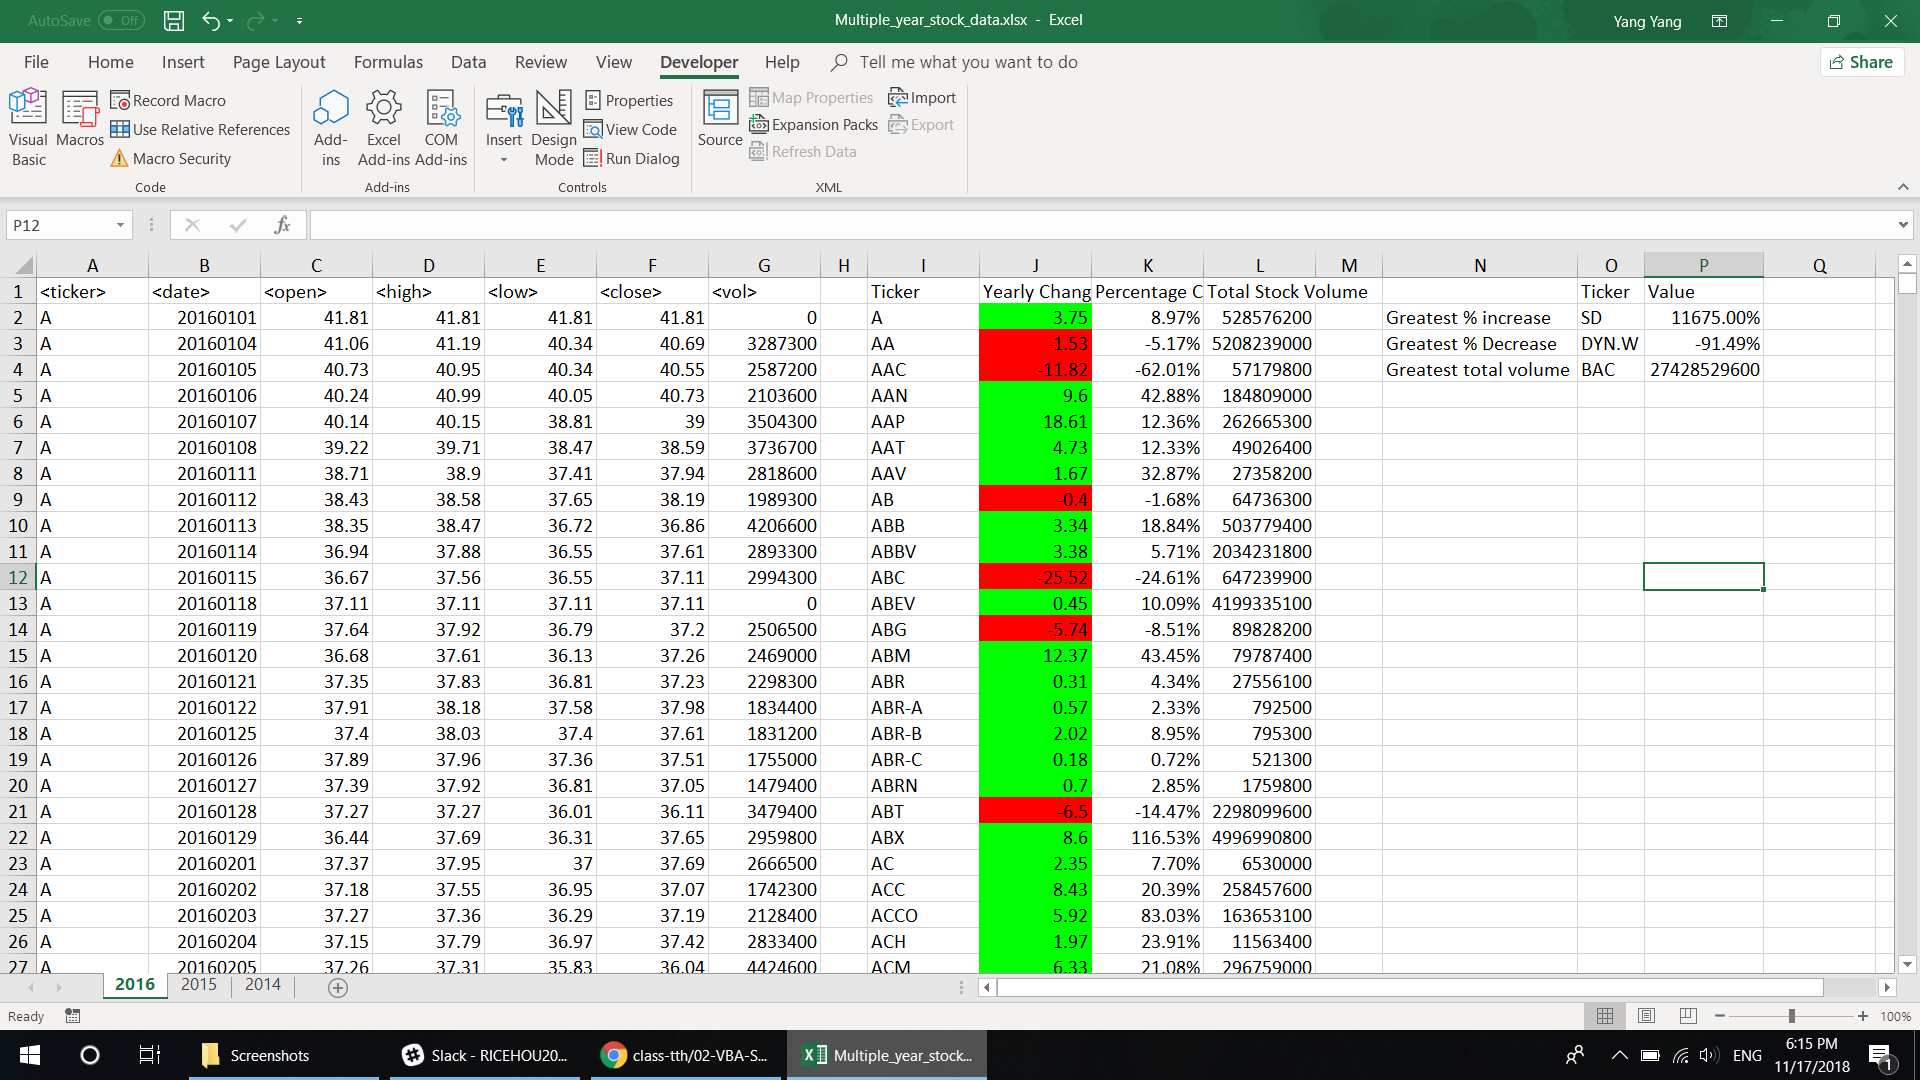 AutoSave Off
Multiple_year_stock_data.xlsx - Excel
Yang Yang
File Home Insert Page Layout Formulas Data Review View Developer Help Tell me what you want to do Share
Visual Basic
Macros
Record Macro
Use Relative References
Macro Security
Code
Add-ins
Excel Add-ins
COM Add-ins
Add-ins
Insert
Design Mode
Properties
View Code
Run Dialog
Controls
Source
Map Properties
Expansion Packs
Refresh Data
Import
Export
XML
P12
fx
A B C D E F G H I J K L M N O P Q
1 <ticker> <date> <open> <high> <low> <close> <vol> Ticker Yearly Chang Percentage C Total Stock Volume Ticker Value
2 A 20160101 41.81 41.81 41.81 41.81 0 A 3.75 8.97% 528576200 Greatest % increase SD 11675.00%
3 A 20160104 41.06 41.19 40.34 40.69 3287300 AA -1.53 -5.17% 5208239000 Greatest % Decrease DYN.W -91.49%
4 A 20160105 40.73 40.95 40.34 40.55 2587200 AAC -11.82 -62.01% 57179800 Greatest total volume BAC 27428529600
5 A 20160106 40.24 40.99 40.05 40.73 2103600 AAN 9.6 42.88% 184809000
6 A 20160107 40.14 40.15 38.81 39 3504300 AAP 18.61 12.36% 262665300
7 A 20160108 39.22 39.71 38.47 38.59 3736700 AAT 4.73 12.33% 49026400
8 A 20160111 38.71 38.9 37.41 37.94 2818600 AAV 1.67 32.87% 27358200
9 A 20160112 38.43 38.58 37.65 38.19 1989300 AB -0.4 -1.68% 64736300
10 A 20160113 38.35 38.47 36.72 36.86 4206600 ABB 3.34 18.84% 503779400
11 A 20160114 36.94 37.88 36.55 37.61 2893300 ABBV 3.38 5.71% 2034231800
12 A 20160115 36.67 37.56 36.55 37.11 2994300 ABC -25.52 -24.61% 647239900
13 A 20160118 37.11 37.11 37.11 37.11 0 ABEV 0.45 10.09% 4199335100
14 A 20160119 37.64 37.92 36.79 37.2 2506500 ABG -5.74 -8.51% 89828200
15 A 20160120 36.68 37.61 36.13 37.26 2469000 ABM 12.37 43.45% 79787400
16 A 20160121 37.35 37.83 36.81 37.23 2298300 ABR 0.31 4.34% 27556100
17 A 20160122 37.91 38.18 37.58 37.98 1834400 ABR-A 0.57 2.33% 792500
18 A 20160125 37.4 38.03 37.4 37.61 1831200 ABR-B 2.02 8.95% 795300
19 A 20160126 37.89 37.96 37.36 37.51 1755000 ABR-C 0.18 0.72% 521300
20 A 20160127 37.39 37.92 36.81 37.05 1479400 ABRN 0.7 2.85% 1759800
21 A 20160128 37.27 37.27 36.01 36.11 3479400 ABT -6.5 -14.47% 2298099600
22 A 20160129 36.44 37.69 36.31 37.65 2959800 ABX 8.6 116.53% 4996990800
23 A 20160201 37.37 37.95 37 37.69 2666500 AC 2.35 7.70% 6530000
24 A 20160202 37.18 37.55 36.95 37.07 1742300 ACC 8.43 20.39% 258457600
25 A 20160203 37.27 37.36 36.29 37.19 2128400 ACCO 5.92 83.03% 163653100
26 A 20160204 37.15 37.79 36.97 37.42 2833400 ACH 1.97 23.91% 11563400
27 A 20160205 37.26 37.31 35.83 36.04 4424600 ACM 6.33 21.08% 296759000
2016 2015 2014
Ready 100%
Screenshots
Slack - RICEHOU20...
class-tth/02-VBA-S...
Multiple_year_stock...
ENG
6:15 PM
11/17/2018
1